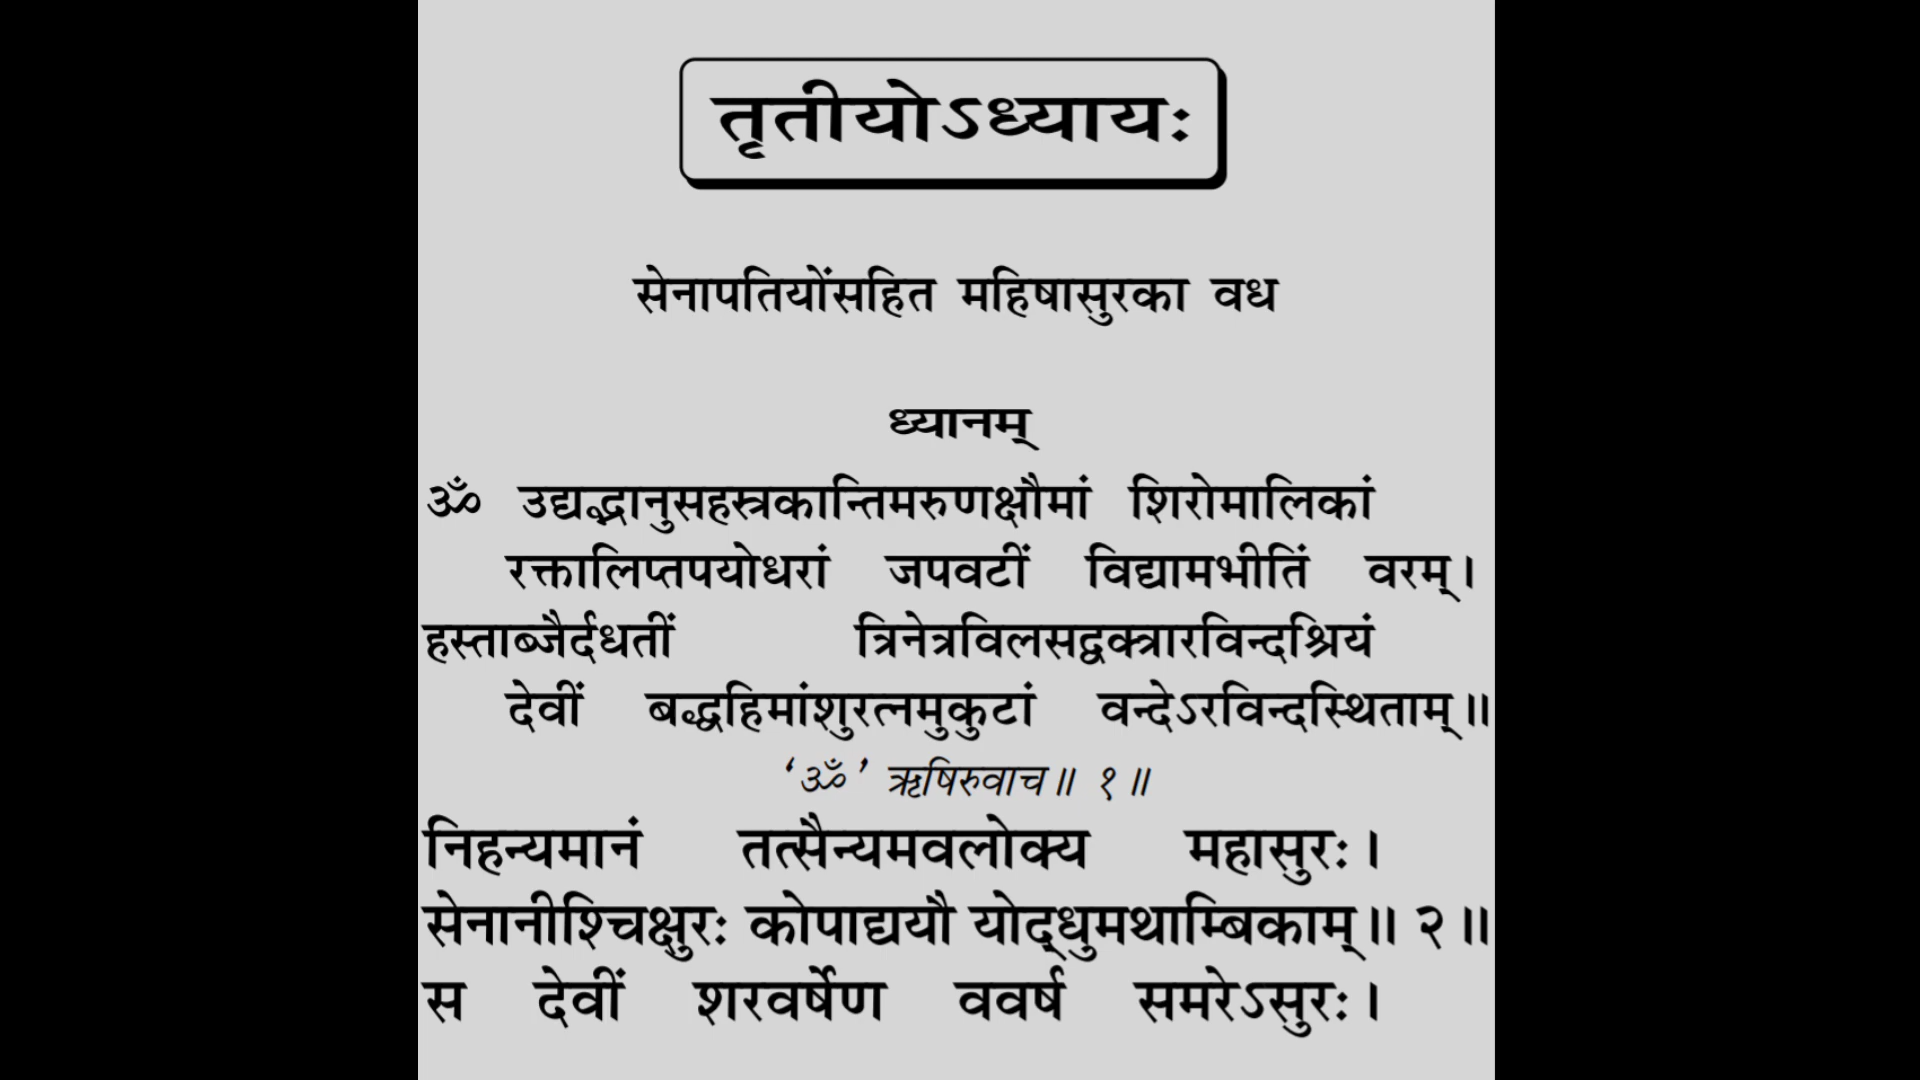 तृतीयोऽध्यायः
सेनापतियोंसहित महिषासुरका वध
ध्यानम्
ॐ उद्यद्भानुसहस्रकान्तिमरुणक्षौमां शिरोमालिकां
रक्तालिप्तपयोधरां जपवटीं विद्यामभीतिं वरम्।
हस्ताब्जैर्दधतीं त्रिनेत्रविलसद्वक्त्रारविन्दश्रियं
देवीं बद्धहिमांशुरत्नमुकुटां वन्देऽरविन्दस्थिताम्॥
‘ॐ’ ऋषिरुवाच॥ १॥
निहन्यमानं तत्सैन्यमवलोक्य महासुरः।
सेनानीश्चिक्षुरः कोपाद्ययौ योद्धुमथाम्बिकाम्॥ २॥
स देवीं शरवर्षेण ववर्ष समरेऽसुरः।